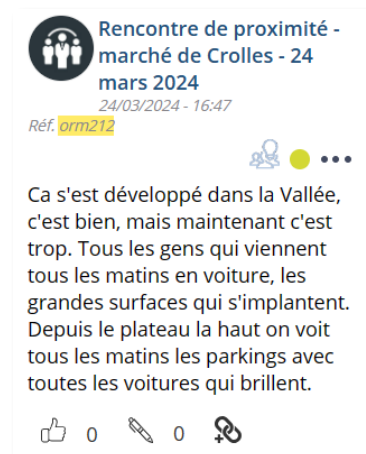 Rencontre de proximité -
marché de Crolles - 24
mars 2024
24/03/2024 - 16:47
Réf. orm212
Ca s'est développé dans la Vallée,
c'est bien, mais maintenant c'est
trop. Tous les gens qui viennent
tous les matins en voiture, les
grandes surfaces qui s'implantent.
Depuis le plateau la haut on voit
tous les matins les parkings avec
toutes les voitures qui brillent.
0 0